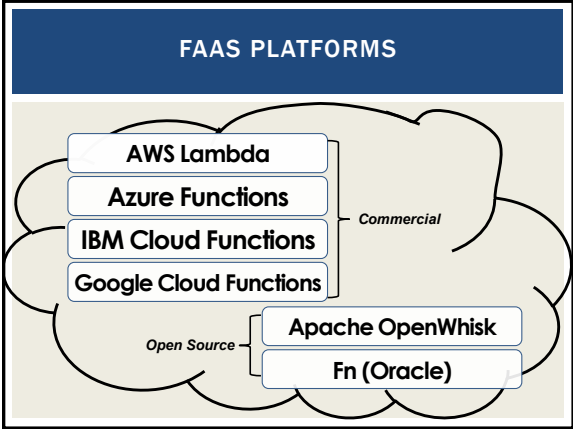 FAAS PLATFORMS
AWS Lambda
Azure Functions
Commercial
IBM Cloud Functions
Google Cloud Functions
Apache OpenWhisk
Open Source
Fn (Oracle)